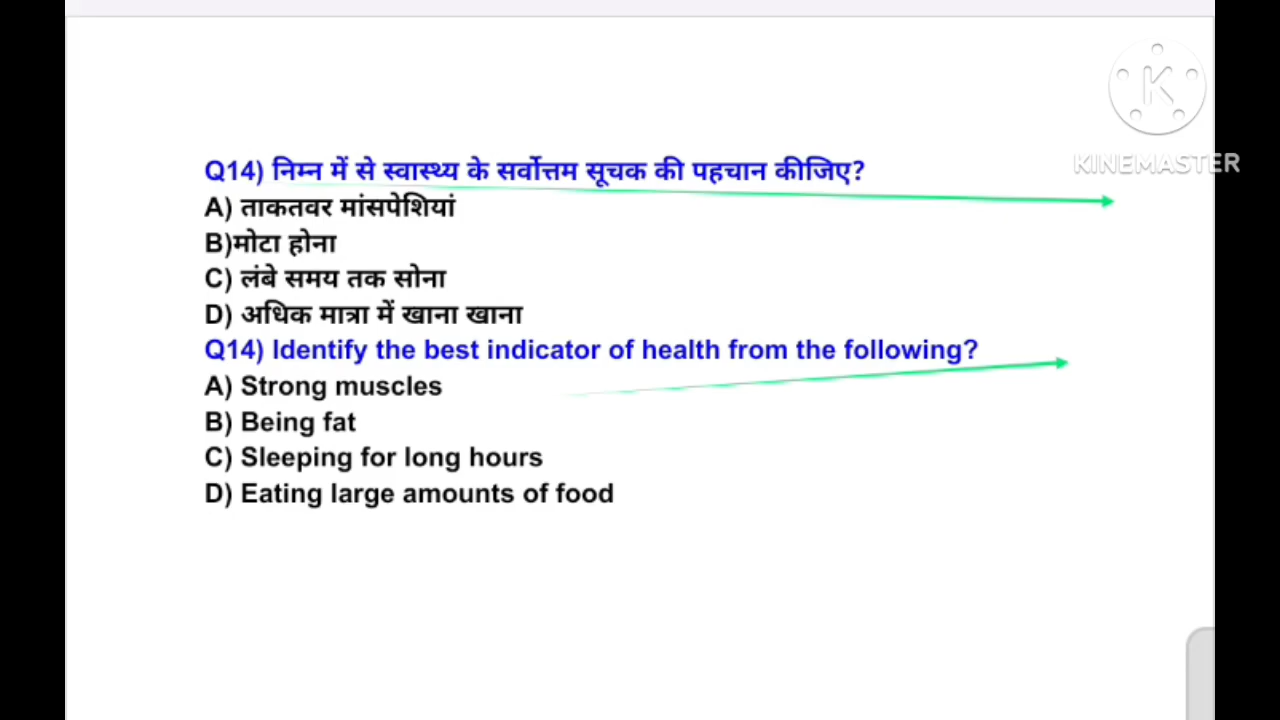 KINEMASTER
Q14) निम्न में से स्वास्थ्य के सर्वोत्तम सूचक की पहचान कीजिए?
A) ताकतवर मांसपेशियां
B)मोटा होना
C) लंबे समय तक सोना
D) अधिक मात्रा में खाना खाना
Q14) Identify the best indicator of health from the following?
A) Strong muscles
B) Being fat
C) Sleeping for long hours
D) Eating large amounts of food